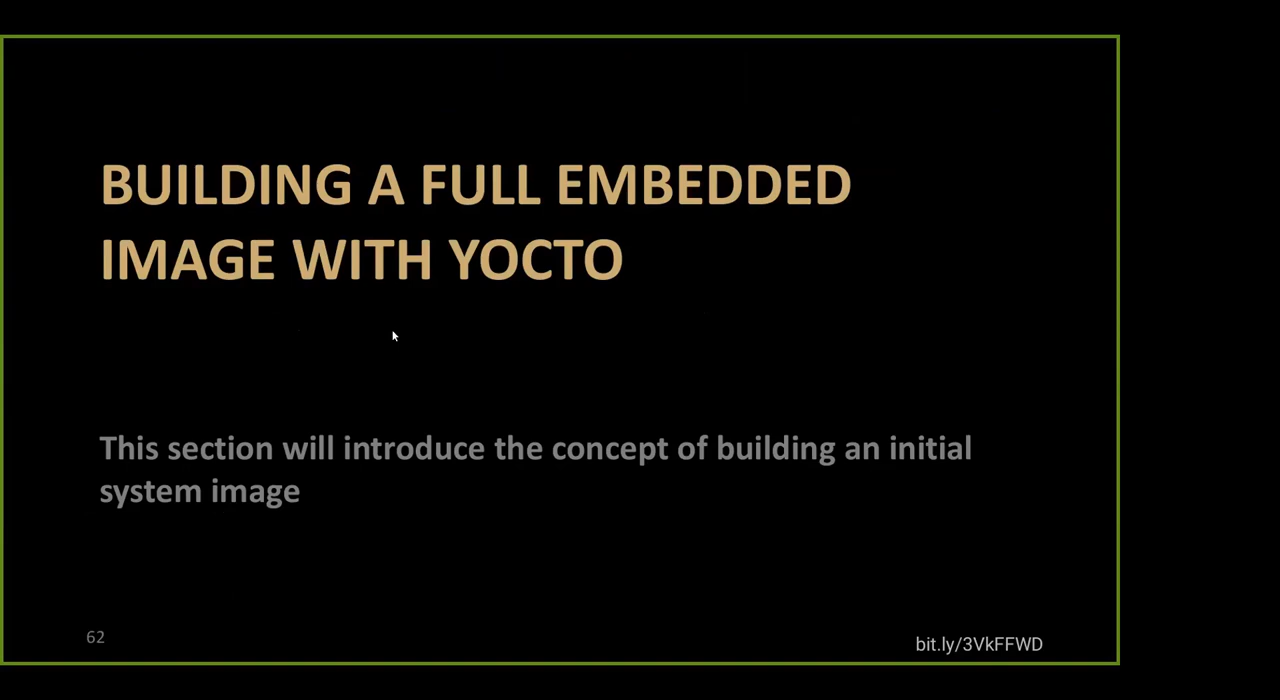 BUILDING A FULL EMBEDDED
IMAGE WITH YOCTO
This section will introduce the concept of building an initial
system image
62
bit.ly/3VkFFWD